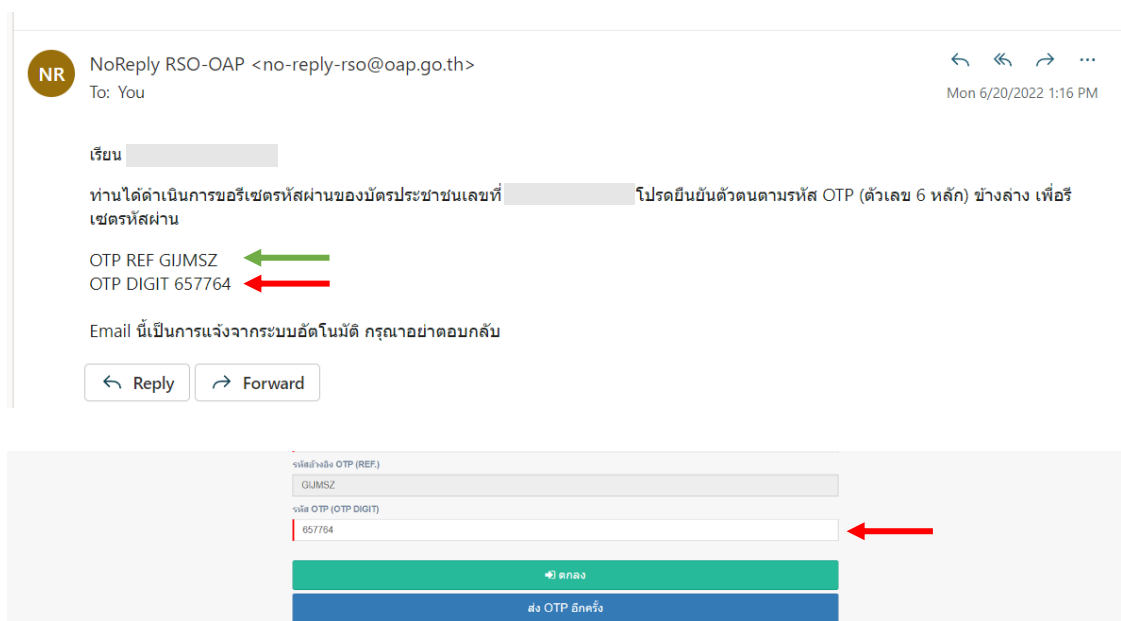 NR
NoReply RSO-OAP <no-reply-rso@oap.go.th>
To: You
Mon 6/20/2022 1:16 PM
เรียน
ท่านได้ดำเนินการขอรีเซตรหัสผ่านของบัตรประชาชนเลขที่ โปรดยืนยันตัวตนตามรหัส OTP (ตัวเลข 6 หลัก) ข้างล่าง เพื่อรี
เซตรหัสผ่าน
OTP REF GIJMSZ
OTP DIGIT 657764
Email นี้เป็นการแจ้งจากระบบอัตโนมัติ กรุณาอย่าตอบกลับ
Reply
Forward
รหัสอ้างอิง OTP (REF.)
GIJMSZ
รหัส OTP (OTP DIGIT)
657764
ตกลง
ส่ง OTP อีกครั้ง